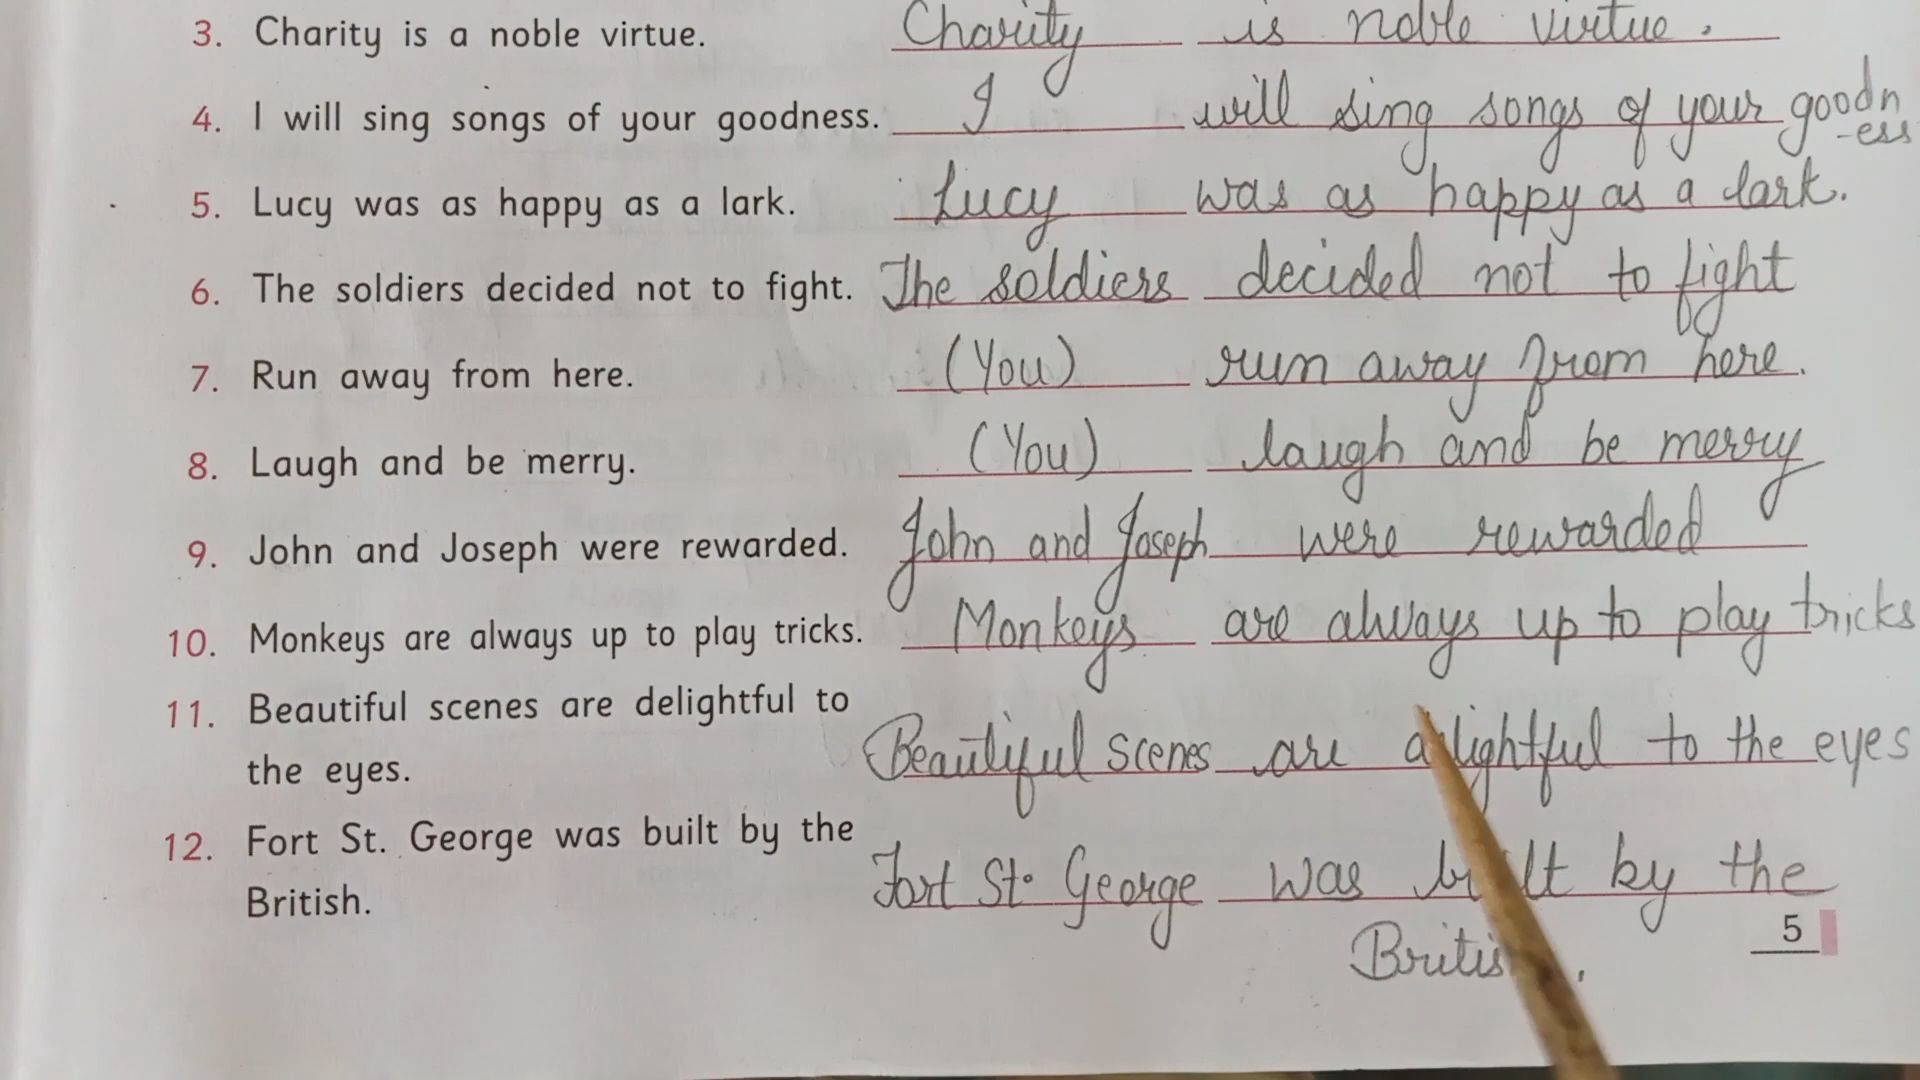 3. Charity is a noble virtue. Charity is noble virtue.
4. I will sing songs of your goodness. I will sing songs of your goodn
-ess
5. Lucy was as happy as a lark. Lucy was as happy as a lark.
6. The soldiers decided not to fight. The soldiers decided not to fight
7. Run away from here. (You) run away from here.
8. Laugh and be merry. (You) laugh and be merry
9. John and Joseph were rewarded. John and Joseph were rewarded
10. Monkeys are always up to play tricks. Monkeys are always up to play tricks
11. Beautiful scenes are delightful to
the eyes. Beautiful scenes are to the eyes
12. Fort St. George was built by the
British. Fort St. George was by the
5